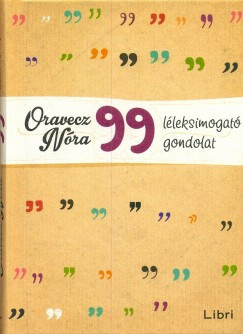 Oravecz
Nóra
99
léleksimogató
gondolat
Libri